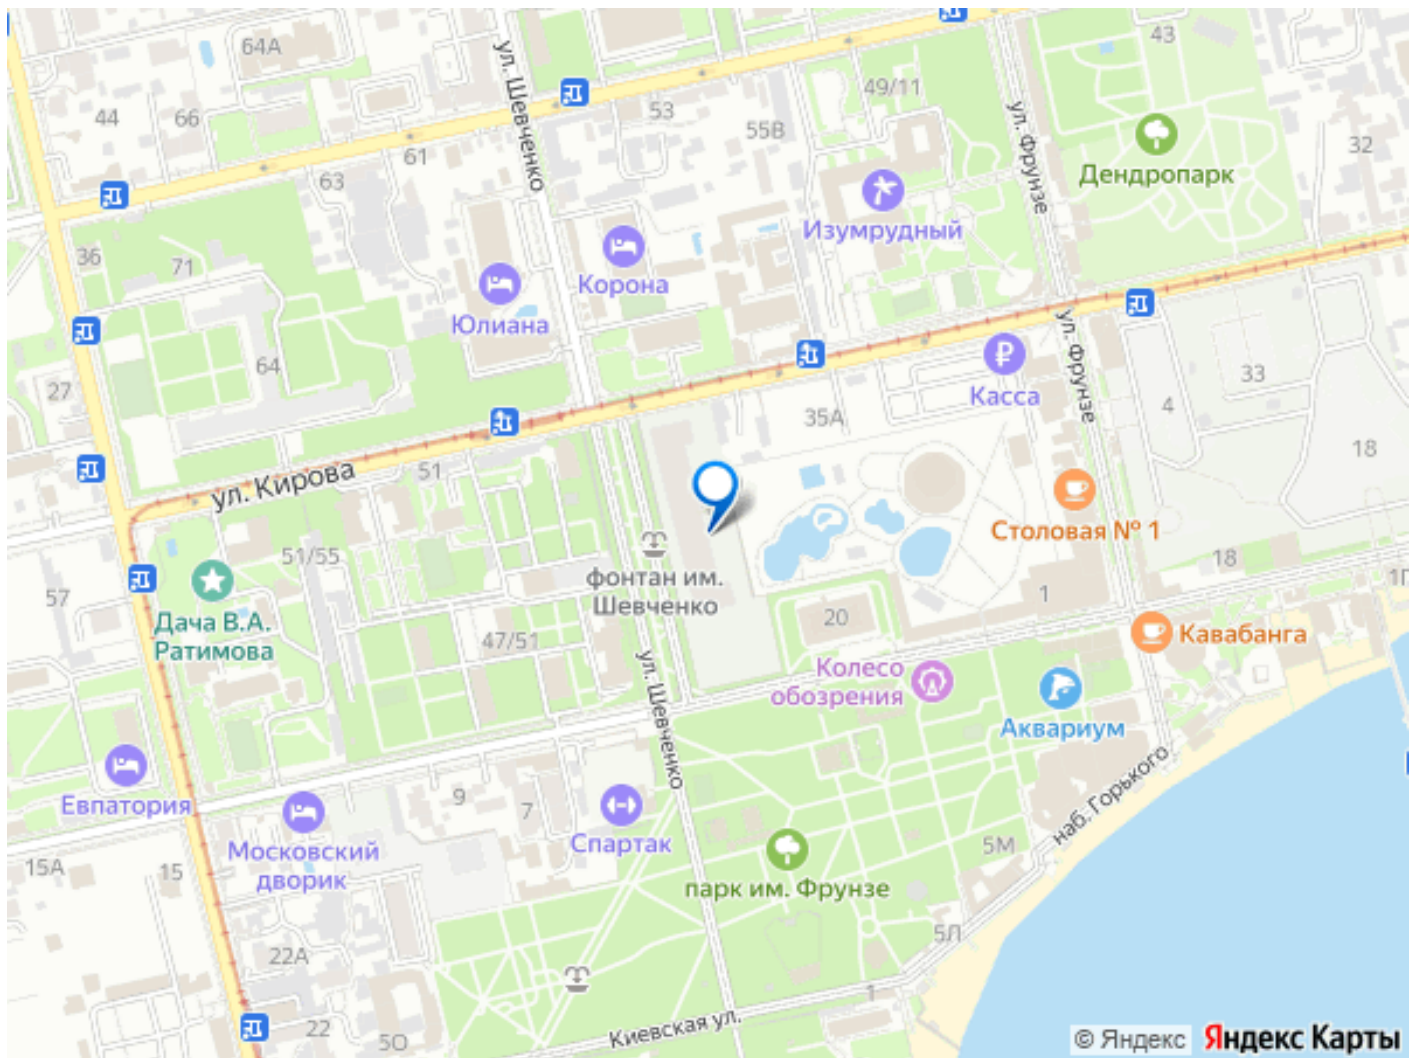 64А
ул. Шевченко
43
44
66
53
49/11
55В
ул. Фрунзе
32
61
63
Дендропарк
Изумрудный
36
71
Корона
Юлиана
ул. Фрунзе
64
27
Касса
33
4
35А
18
51
ул. Кирова
Столовая № 1
51/55
фонтан им.
Шевченко
18
1
1П
57
Дача В.А.
Ратимова
47/51
20
Кавабанга
Колесо
обозрения
ул. Шевченко
Аквариум
Евпатория
9
7
наб. Горького
Спартак
Московский
дворик
15А
15
5М
парк им. Фрунзе
5Л
22А
1
22
50
Киевская ул.
© Яндекс Яндекс Карты